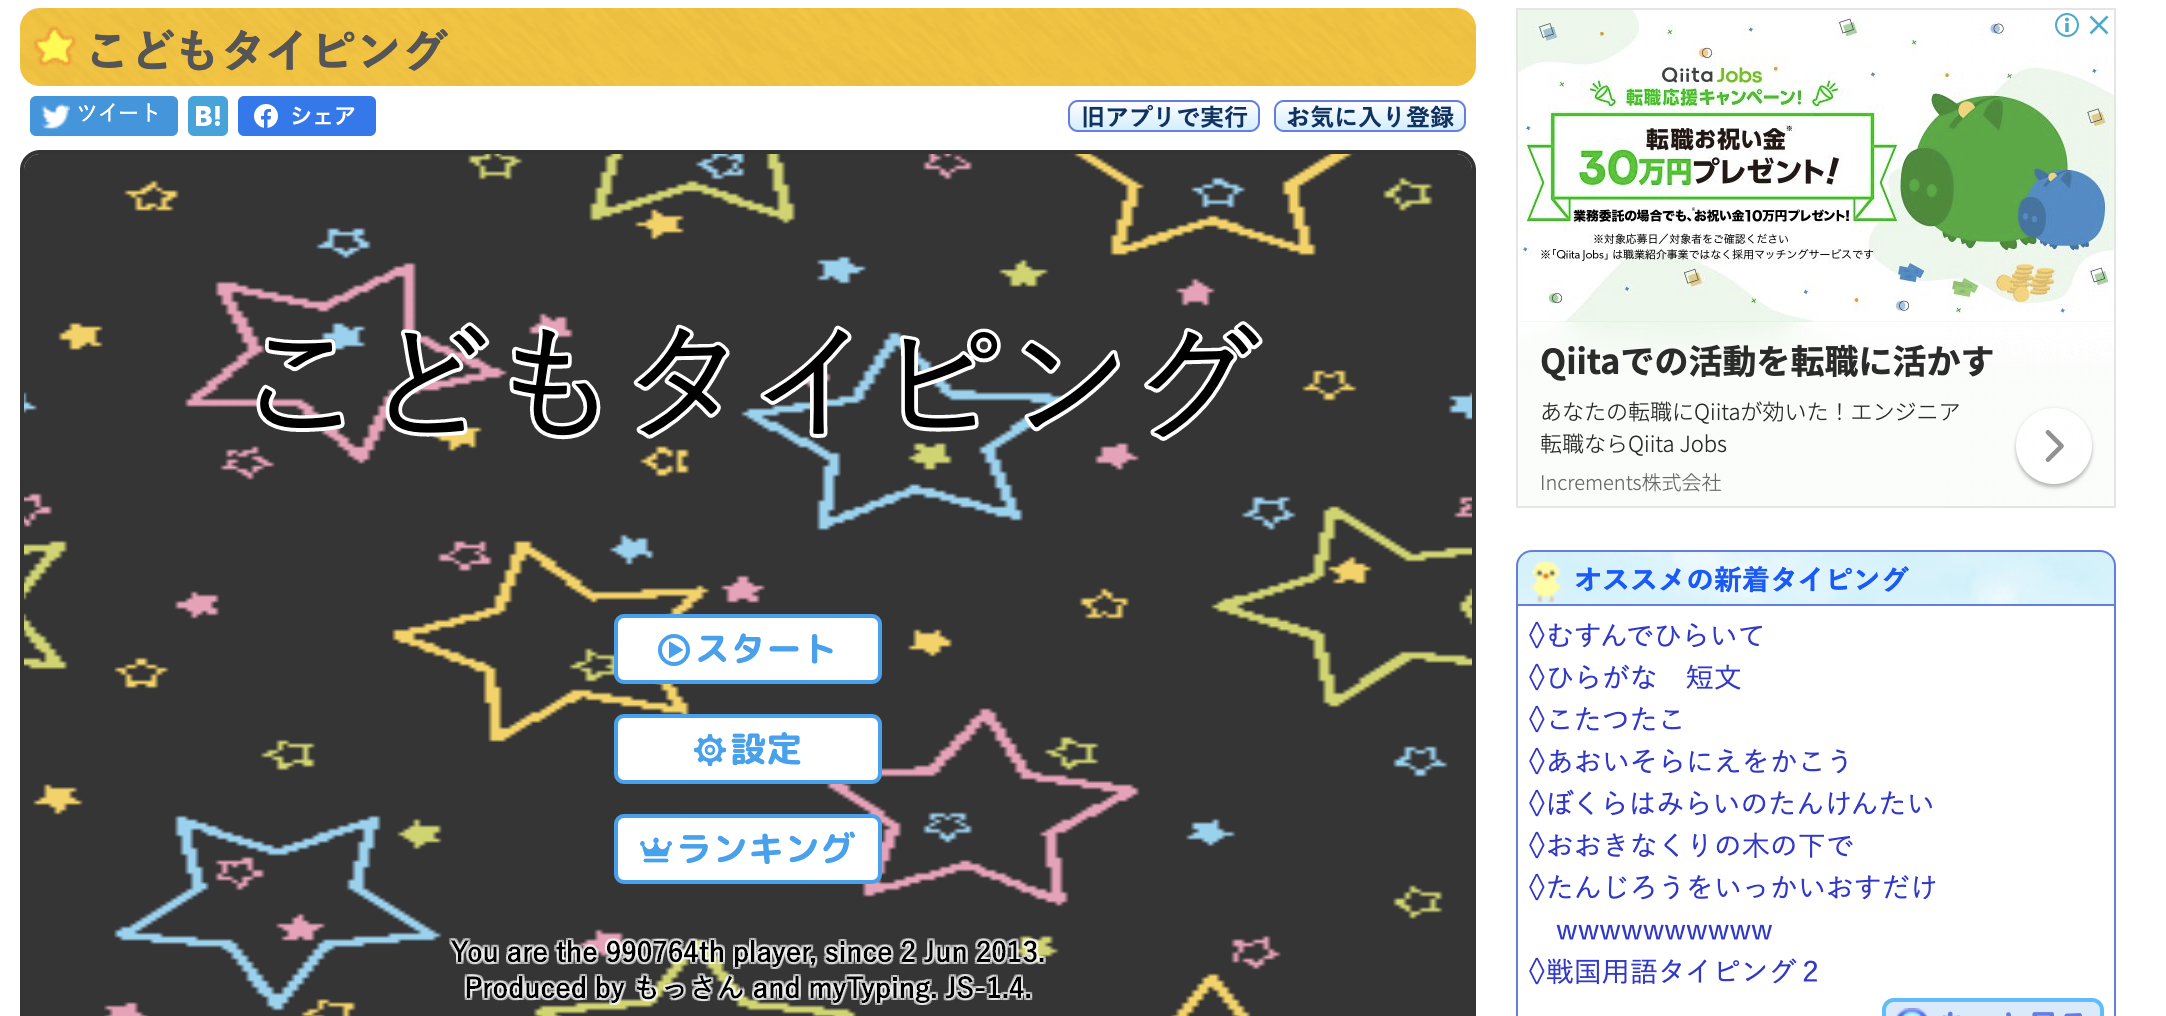 こどもタイピング
ツイート
B!
シェア
旧アプリで実行
お気に入り登録
こどもタイピング
スタート
設定
ランキング
You are the 990764th player, since 2 Jun 2013.
Produced by もっさん and myTyping. JS-1.4.
Qiita Jobs
転職応援キャンペーン!
転職お祝い金※
30万円プレゼント!
業務委託の場合でも、お祝い金10万円プレゼント!
※対象応募日／対象者をご確認ください
※「Qiita Jobs」は職業紹介事業ではなく採用マッチングサービスです
Qiitaでの活動を転職に活かす
あなたの転職にQiitaが効いた！エンジニア
転職ならQiita Jobs
Increments株式会社
オススメの新着タイピング
◊むすんでひらいて
◊ひらがな　短文
◊こたつたこ
◊あおいそらにえをかこう
◊ぼくらはみらいのたんけんたい
◊おおきなくりの木の下で
◊たんじろうをいっかいおすだけ
wwwwwwwwww
◊戦国用語タイピング２